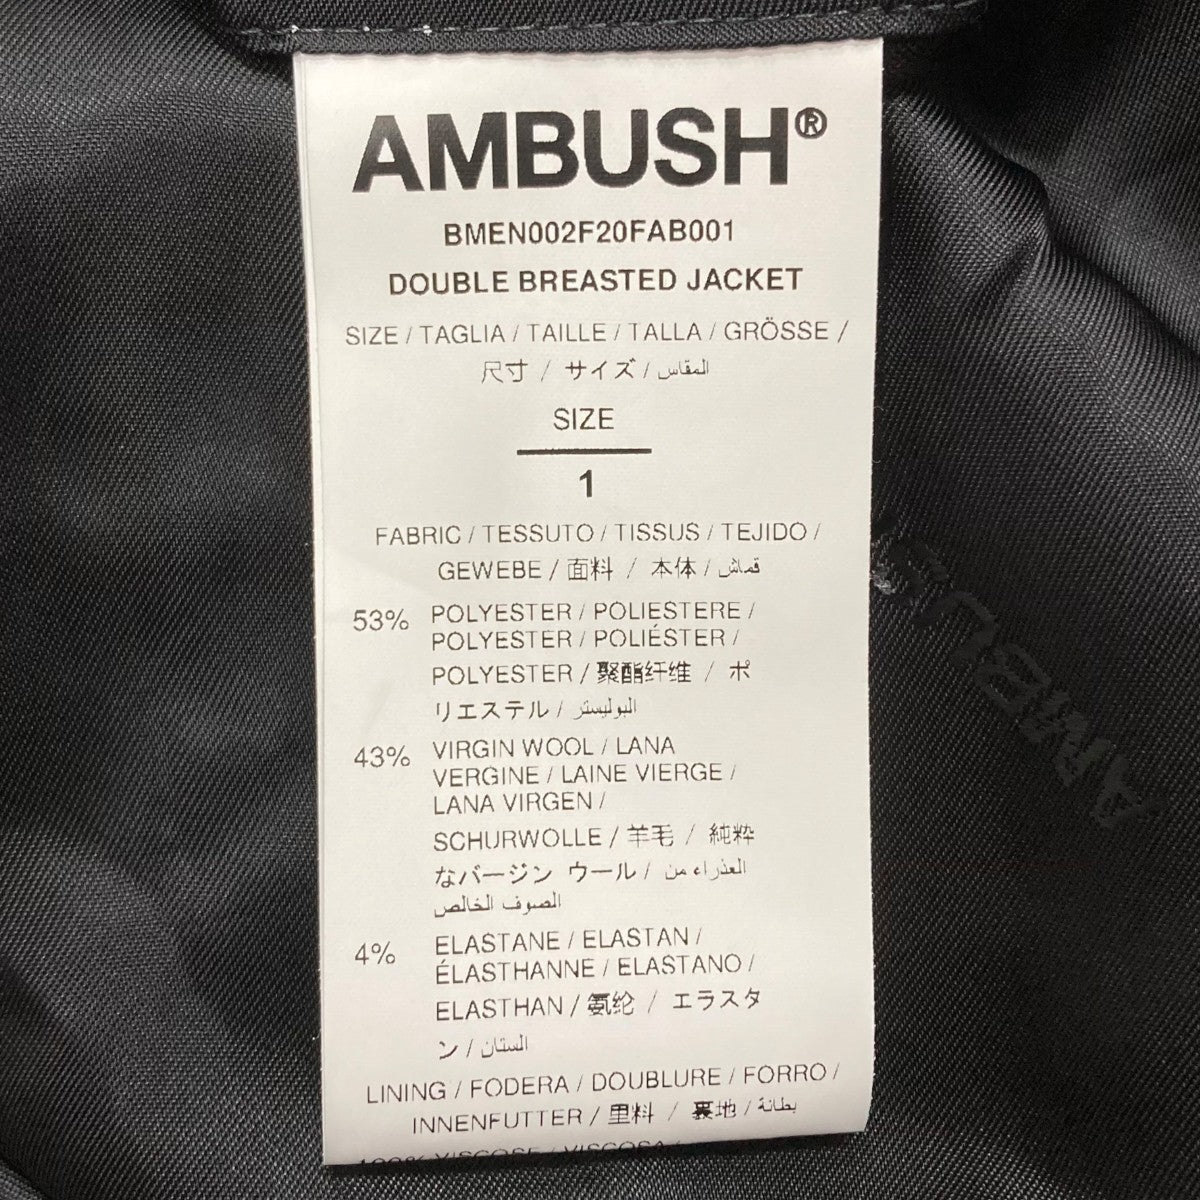 AMBUSH®
BMEN002F20FAB001
DOUBLE BREASTED JACKET
SIZE / TAGLIA / TAILLE / TALLA / GRÖSSE /
尺寸 / サイズ / المقاس
SIZE
1
FABRIC / TESSUTO / TISSUS / TEJIDO /
GEWEBE / 面料 / 本体 / قماش
53% POLYESTER / POLIESTERE /
POLYESTER / POLIÉSTER /
POLYESTER / 聚酯纤维 / ポ
リエステル / البوليستر
43% VIRGIN WOOL / LANA
VERGINE / LAINE VIERGE /
LANA VIRGEN /
SCHURWOLLE / 羊毛 / 純粋
なバージン ウール / العذراء من
الصوف الخالص
4% ELASTANE / ELASTAN /
ÉLASTHANNE / ELASTANO /
ELASTHAN / 氨纶 / エラスタ
ン / الستان
LINING / FODERA / DOUBLURE / FORRO /
INNENFUTTER / 里料 / 裏地 / بطانة
100% VISCOSE / VISCOSA /
AMBUS